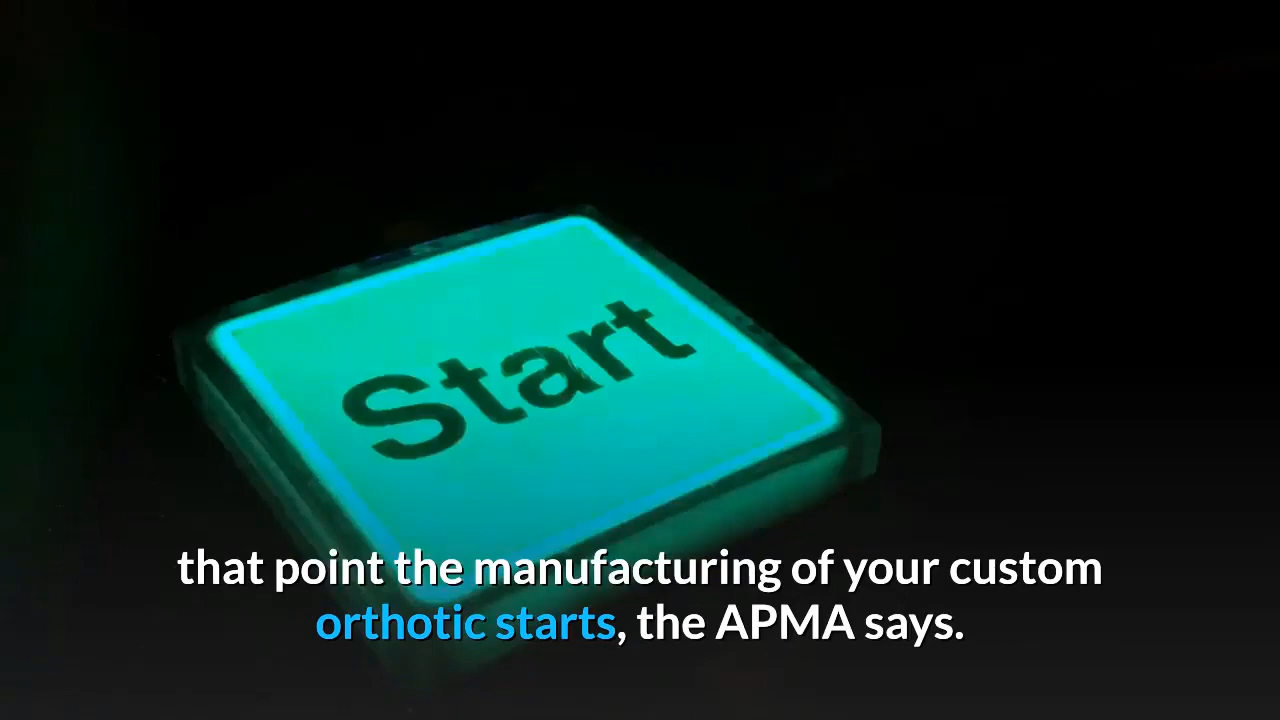 Start
that point the manufacturing of your custom
orthotic starts, the APMA says.